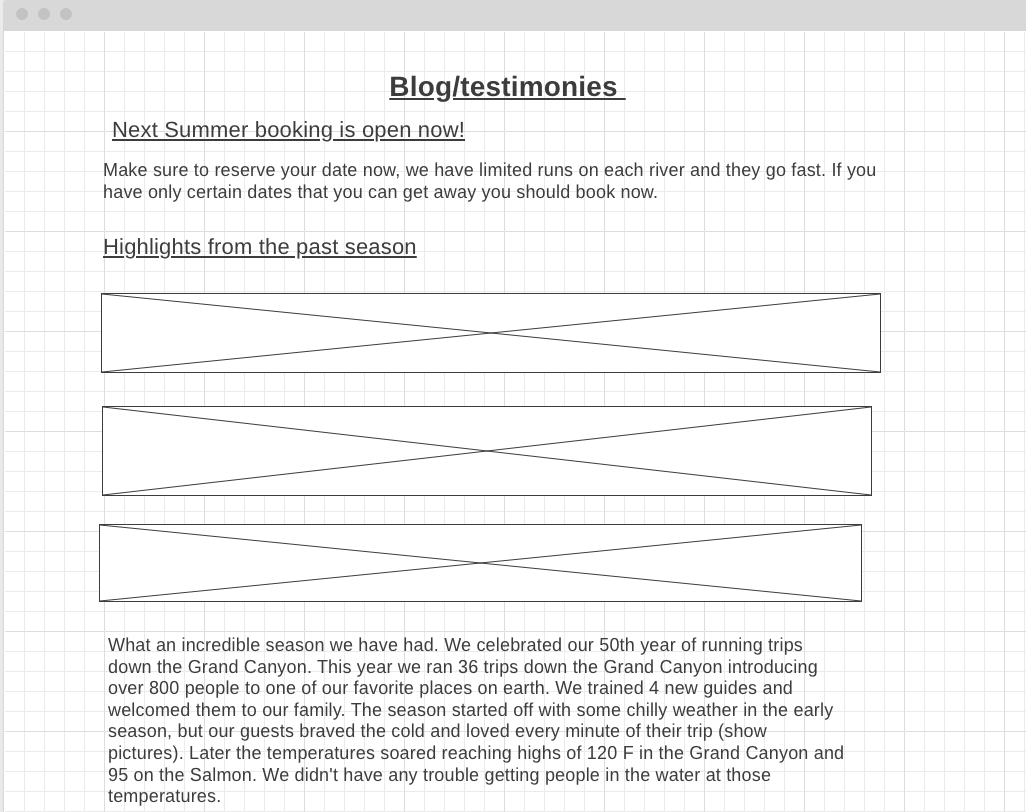 Blog/testimonies
Next Summer booking is open now!
Make sure to reserve your date now, we have limited runs on each river and they go fast. If you
have only certain dates that you can get away you should book now.
Highlights from the past season
What an incredible season we have had. We celebrated our 50th year of running trips
down the Grand Canyon. This year we ran 36 trips down the Grand Canyon introducing
over 800 people to one of our favorite places on earth. We trained 4 new guides and
welcomed them to our family. The season started off with some chilly weather in the early
season, but our guests braved the cold and loved every minute of their trip (show
pictures). Later the temperatures soared reaching highs of 120 F in the Grand Canyon and
95 on the Salmon. We didn't have any trouble getting people in the water at those
temperatures.